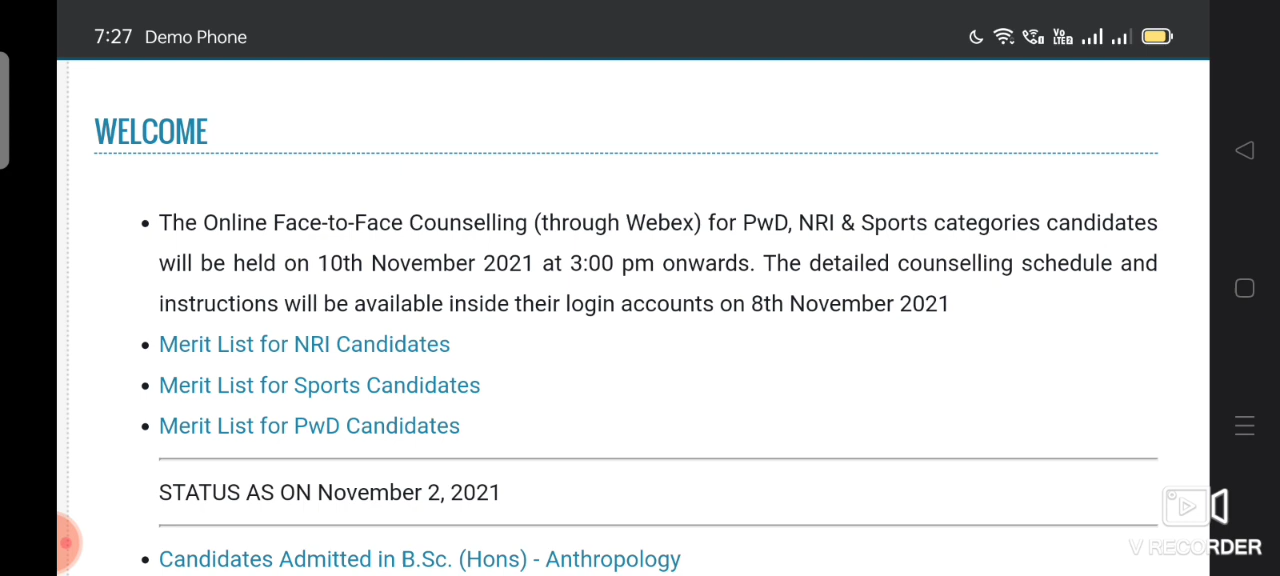 7:27 Demo Phone
Vo LTE2
WELCOME
• The Online Face-to-Face Counselling (through Webex) for PwD, NRI & Sports categories candidates
will be held on 10th November 2021 at 3:00 pm onwards. The detailed counselling schedule and
instructions will be available inside their login accounts on 8th November 2021
• Merit List for NRI Candidates
• Merit List for Sports Candidates
• Merit List for PwD Candidates
STATUS AS ON November 2, 2021
• Candidates Admitted in B.Sc. (Hons) - Anthropology
V RECORDER